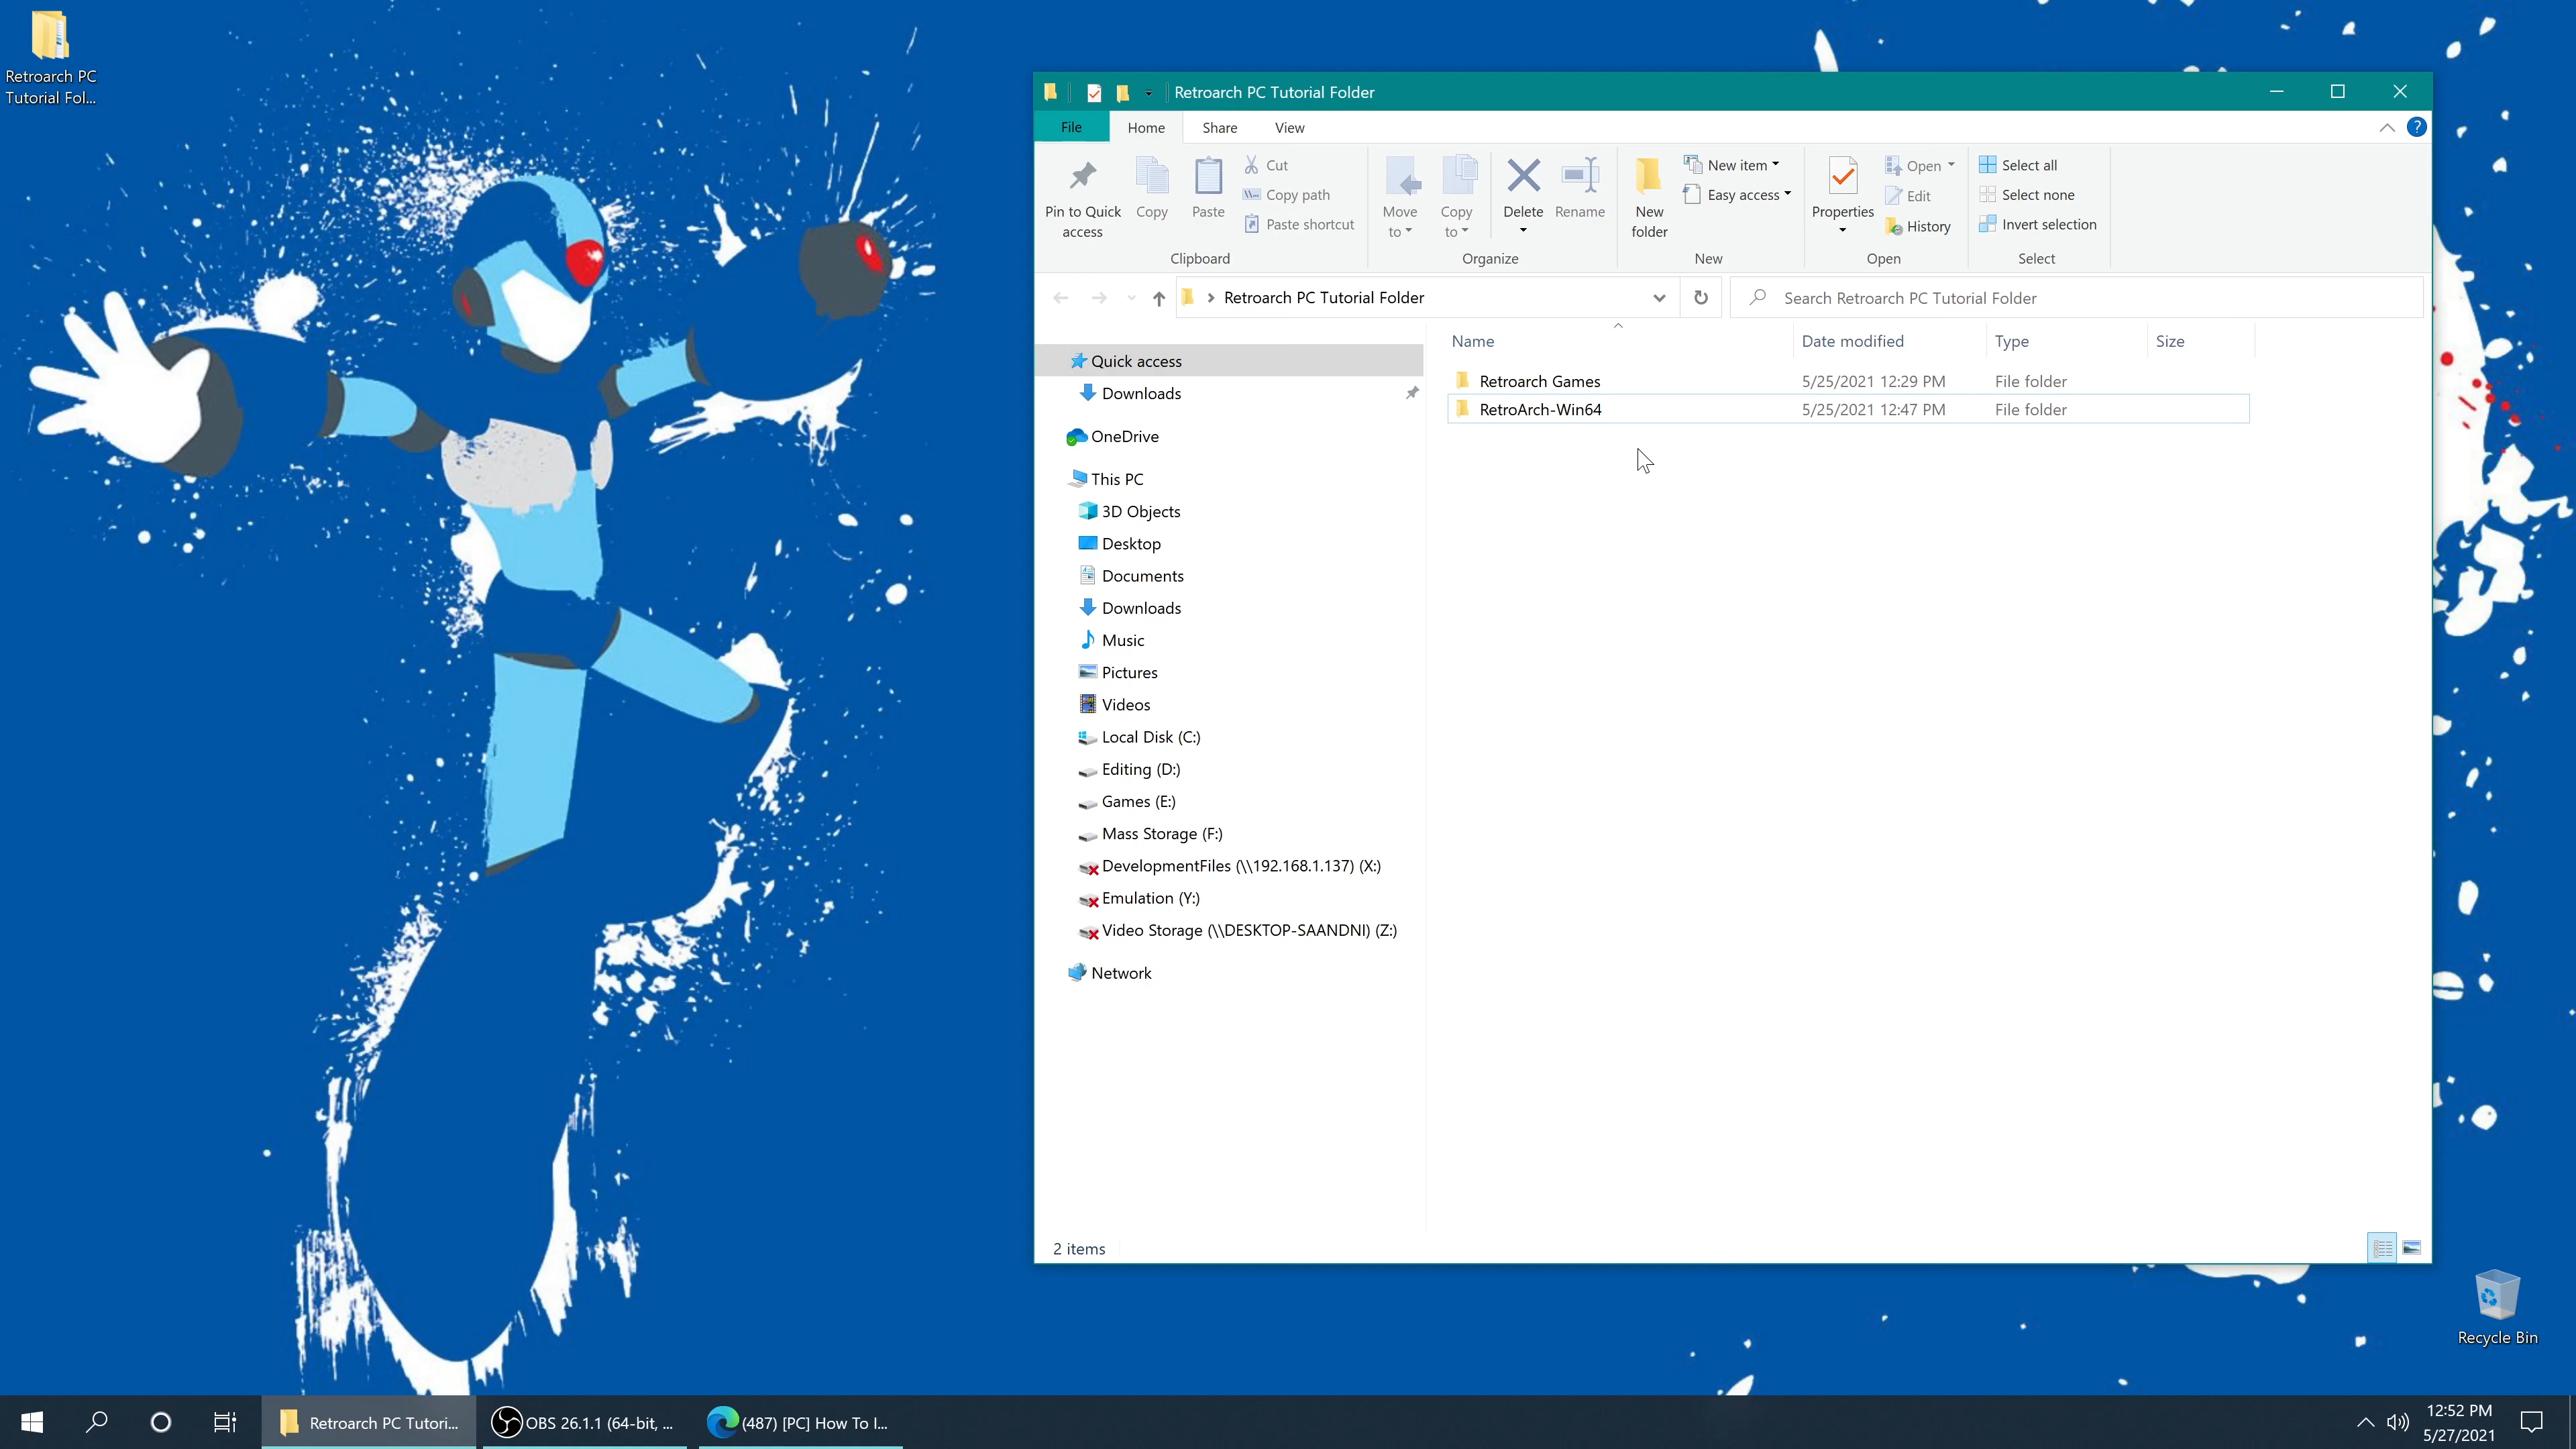 Retroarch PC
Tutorial Fol...
Retroarch PC Tutorial Folder
File
Home
Share
View
Pin to Quick
access
Copy
Paste
Cut
Copy path
Paste shortcut
Clipboard
Move
to
Copy
to
Delete
Rename
Organize
New
folder
New item
Easy access
New
Properties
Open
Edit
History
Open
Select all
Select none
Invert selection
Select
Retroarch PC Tutorial Folder
Search Retroarch PC Tutorial Folder
Name
Date modified
Type
Size
Retroarch Games 5/25/2021 12:29 PM File folder
RetroArch-Win64 5/25/2021 12:47 PM File folder
Quick access
Downloads
OneDrive
This PC
3D Objects
Desktop
Documents
Downloads
Music
Pictures
Videos
Local Disk (C:)
Editing (D:)
Games (E:)
Mass Storage (F:)
DevelopmentFiles (\\192.168.1.137) (X:)
Emulation (Y:)
Video Storage (\\DESKTOP-SAANDNI) (Z:)
Network
2 items
Recycle Bin
Retroarch PC Tutori...
OBS 26.1.1 (64-bit, ...
(487) [PC] How To I...
12:52 PM
5/27/2021